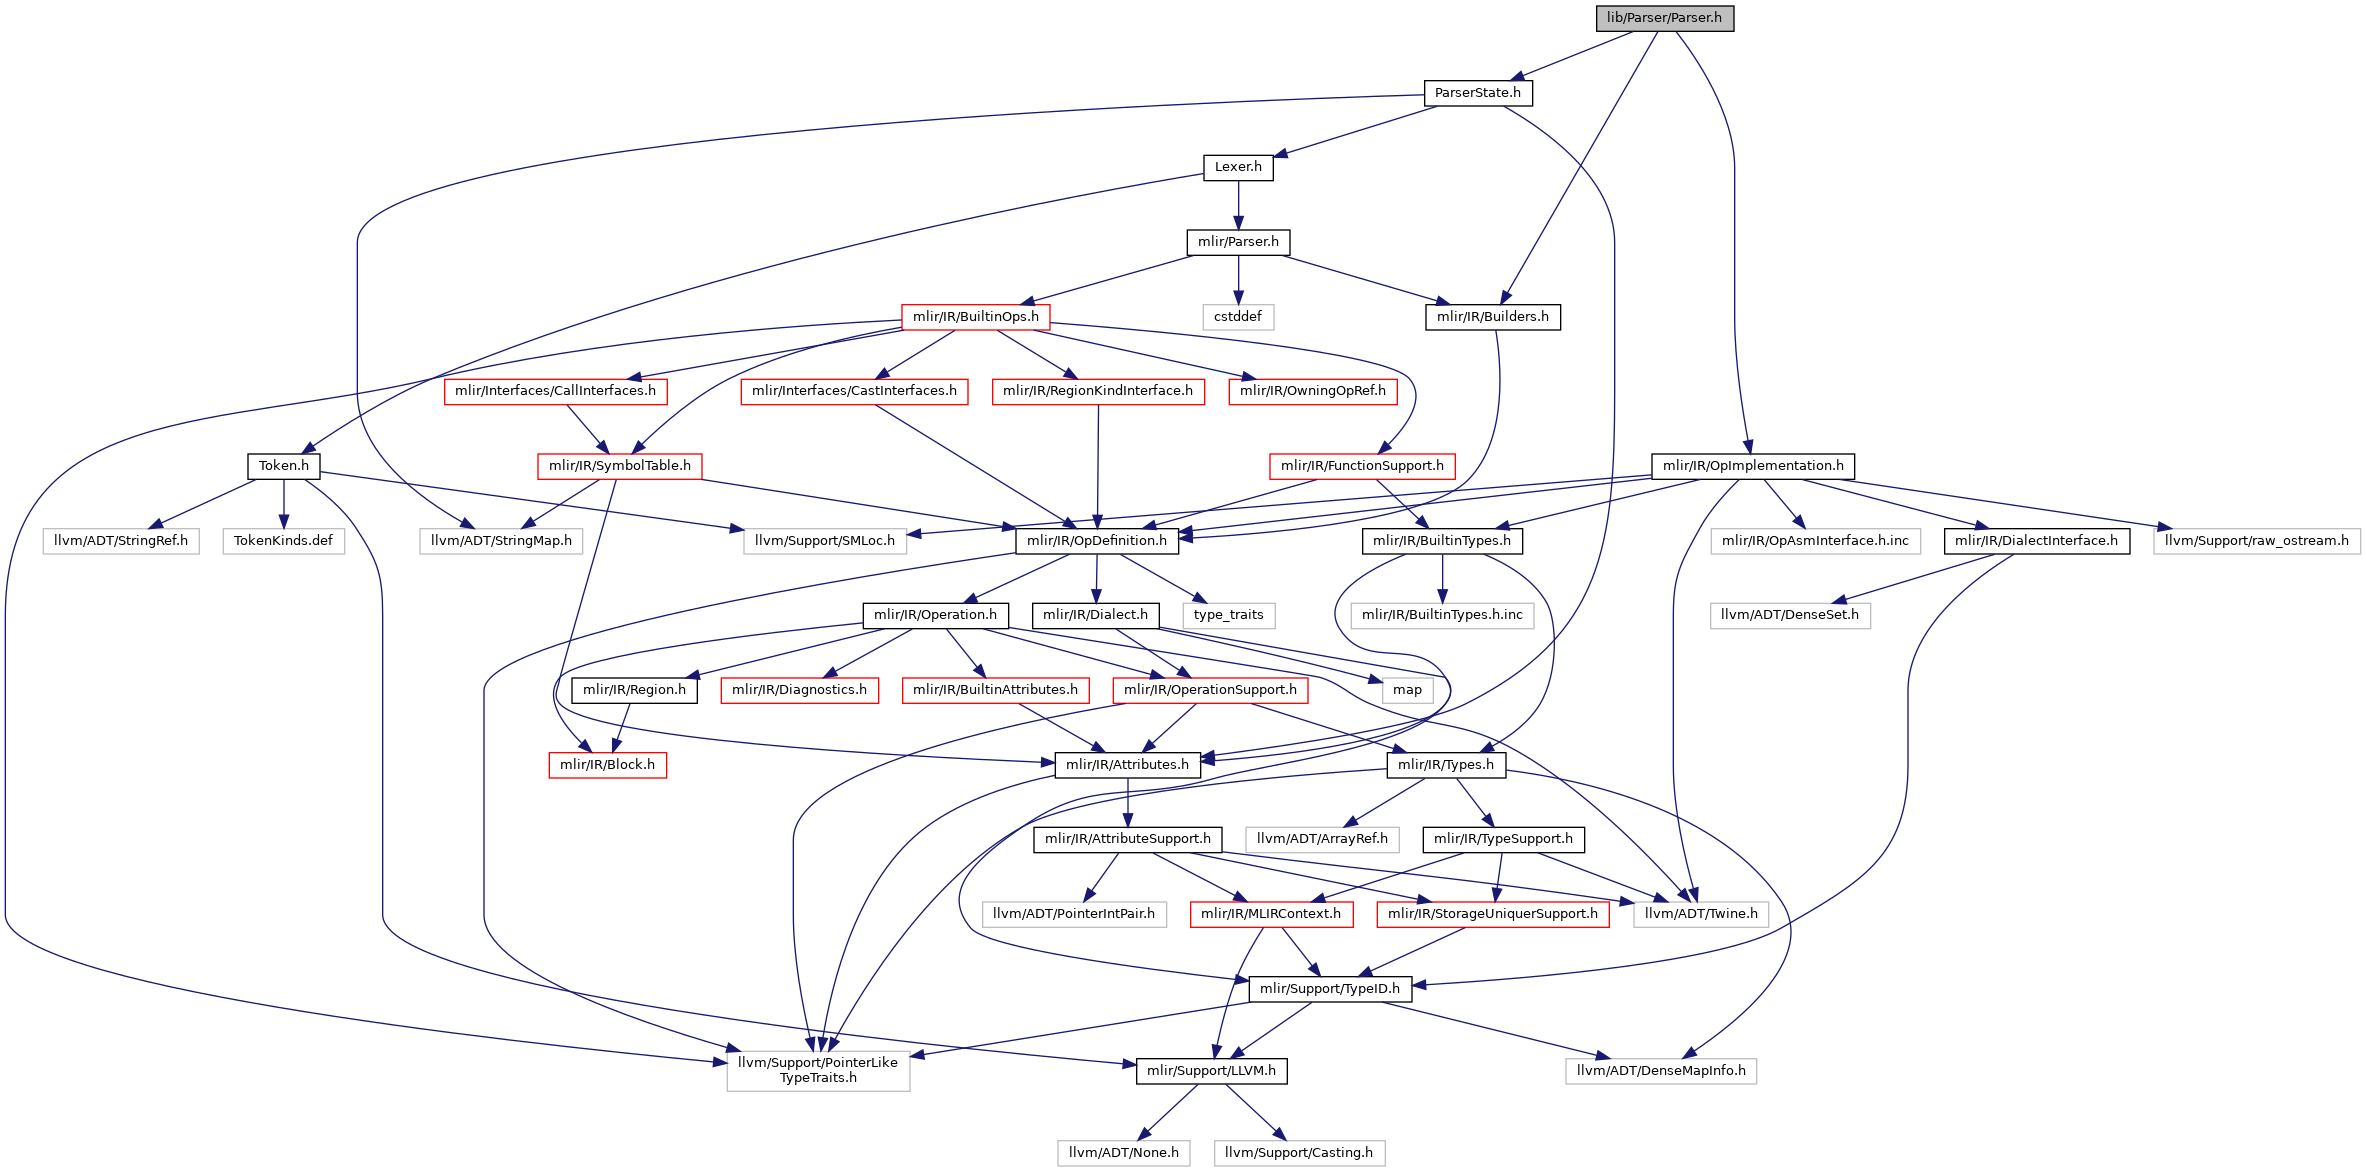 lib/Parser/Parser.h
ParserState.h
Lexer.h
mlir/Parser.h
mlir/IR/BuiltinOps.h
cstddef
mlir/IR/Builders.h
mlir/Interfaces/CallInterfaces.h
mlir/Interfaces/CastInterfaces.h
mlir/IR/RegionKindInterface.h
mlir/IR/OwningOpRef.h
Token.h
mlir/IR/SymbolTable.h
mlir/IR/FunctionSupport.h
mlir/IR/OpImplementation.h
llvm/ADT/StringRef.h
TokenKinds.def
llvm/ADT/StringMap.h
llvm/Support/SMLoc.h
mlir/IR/OpDefinition.h
mlir/IR/BuiltinTypes.h
mlir/IR/OpAsmInterface.h.inc
mlir/IR/DialectInterface.h
llvm/Support/raw_ostream.h
mlir/IR/Operation.h
mlir/IR/Dialect.h
type_traits
mlir/IR/BuiltinTypes.h.inc
llvm/ADT/DenseSet.h
mlir/IR/Region.h
mlir/IR/Diagnostics.h
mlir/IR/BuiltinAttributes.h
mlir/IR/OperationSupport.h
map
mlir/IR/Block.h
mlir/IR/Attributes.h
mlir/IR/Types.h
mlir/IR/AttributeSupport.h
llvm/ADT/ArrayRef.h
mlir/IR/TypeSupport.h
llvm/ADT/PointerIntPair.h
mlir/IR/MLIRContext.h
mlir/IR/StorageUniquerSupport.h
llvm/ADT/Twine.h
mlir/Support/TypeID.h
llvm/Support/PointerLike
TypeTraits.h
mlir/Support/LLVM.h
llvm/ADT/DenseMapInfo.h
llvm/ADT/None.h
llvm/Support/Casting.h